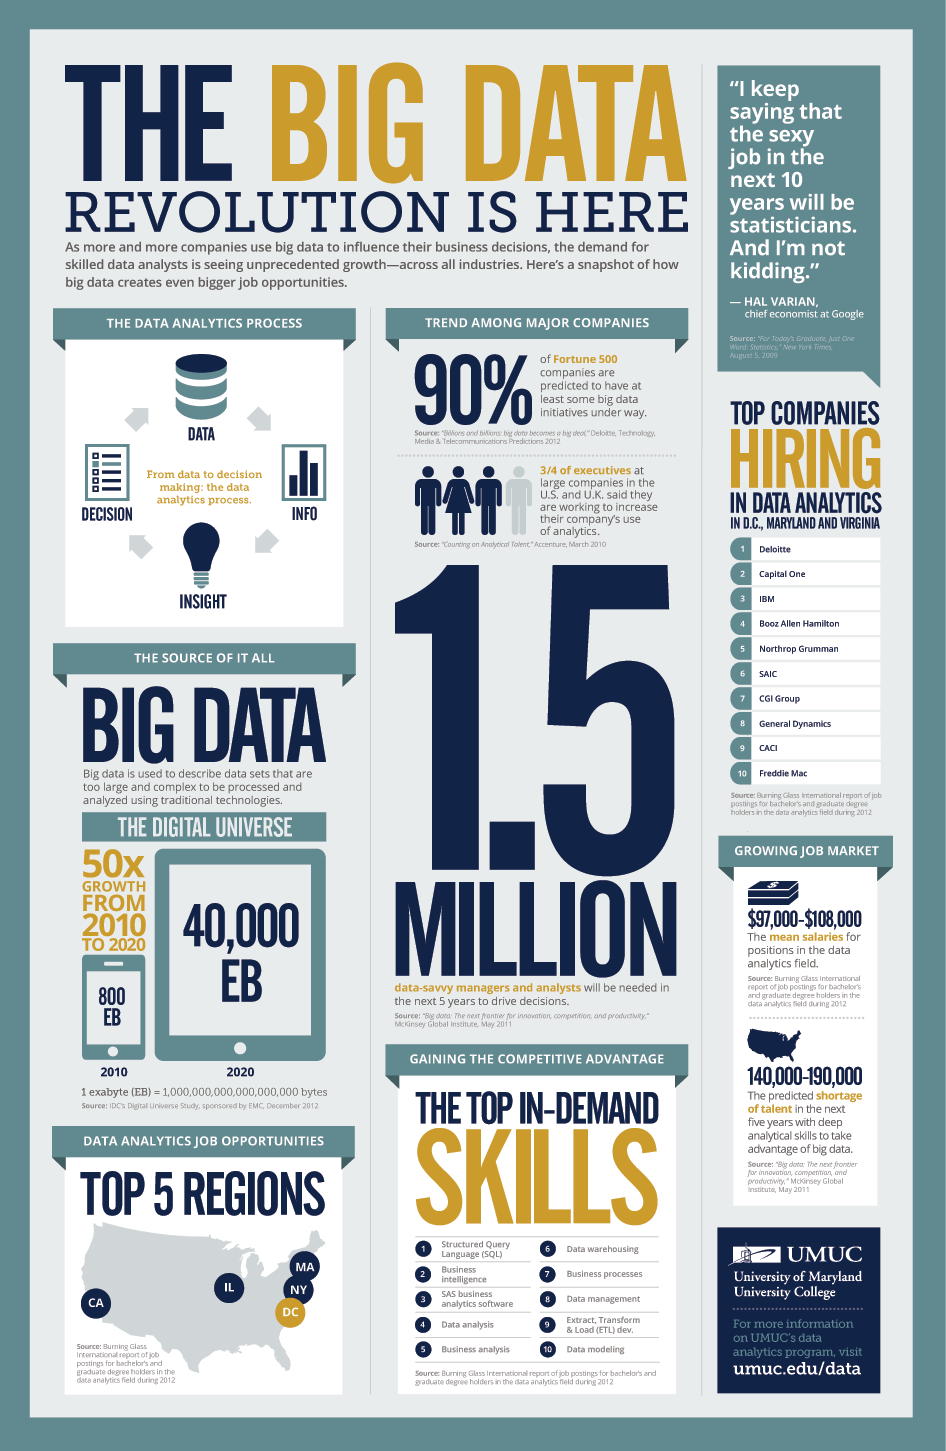 THE BIG DATA
REVOLUTION IS HERE
As more and more companies use big data to influence their business decisions, the demand for
skilled data analysts is seeing unprecedented growth—across all industries. Here's a snapshot of how
big data creates even bigger job opportunities.
THE DATA ANALYTICS PROCESS
DATA
From data to decision
making: the data
analytics process.
DECISION
INFO
INSIGHT
THE SOURCE OF IT ALL
BIG DATA
Big data is used to describe data sets that are
too large and complex to be processed and
analyzed using traditional technologies.
THE DIGITAL UNIVERSE
50x
GROWTH
FROM
2010
TO 2020
800
EB
2010
40,000
EB
2020
1 exabyte (EB) = 1,000,000,000,000,000,000 bytes
Source: IDC's Digital Universe Study, sponsored by EMC, December 2012
DATA ANALYTICS JOB OPPORTUNITIES
TOP 5 REGIONS
MA
IL
NY
CA
DC
Source: Burning Glass
International report of job
postings for bachelor's and
graduate degree holders in the
data analytics field during 2012
TREND AMONG MAJOR COMPANIES
90%
of Fortune 500
companies are
predicted to have at
least some big data
initiatives under way.
Source: "Billions and billions: big data becomes a big deal," Deloitte, Technology,
Media & Telecommunications Predictions 2012
3/4 of executives at
large companies in the
U.S. and U.K. said they
are working to increase
their company's use
of analytics.
Source: "Counting on Analytical Talent," Accenture, March 2010
1.5
MILLION
data-savvy managers and analysts will be needed in
the next 5 years to drive decisions.
Source: "Big data: The next frontier for innovation, competition, and productivity,"
McKinsey Global Institute, May 2011
GAINING THE COMPETITIVE ADVANTAGE
THE TOP IN-DEMAND
SKILLS
1 Structured Query
Language (SQL)
2 Business
intelligence
3 SAS business
analytics software
4 Data analysis
5 Business analysis
6 Data warehousing
7 Business processes
8 Data management
9 Extract, Transform
& Load (ETL) dev.
10 Data modeling
Source: Burning Glass International report of job postings for bachelor's and
graduate degree holders in the data analytics field during 2012
"I keep
saying that
the sexy
job in the
next 10
years will be
statisticians.
And I'm not
kidding."
— HAL VARIAN,
chief economist at Google
Source: "For Today's Graduate, Just One
Word: Statistics," New York Times,
August 5, 2009
TOP COMPANIES
HIRING
IN DATA ANALYTICS
IN D.C., MARYLAND AND VIRGINIA
1 Deloitte
2 Capital One
3 IBM
4 Booz Allen Hamilton
5 Northrop Grumman
6 SAIC
7 CGI Group
8 General Dynamics
9 CACI
10 Freddie Mac
Source: Burning Glass International report of job
postings for bachelor's and graduate degree
holders in the data analytics field during 2012
GROWING JOB MARKET
$
$97,000-$108,000
The mean salaries for
positions in the data
analytics field.
Source: Burning Glass International
report of job postings for bachelor's
and graduate degree holders in the
data analytics field during 2012
140,000-190,000
The predicted shortage
of talent in the next
five years with deep
analytical skills to take
advantage of big data.
Source: "Big data: The next frontier
for innovation, competition, and
productivity," McKinsey Global
Institute, May 2011
UMUC
University of Maryland
University College
For more information
on UMUC's data
analytics program, visit
umuc.edu/data